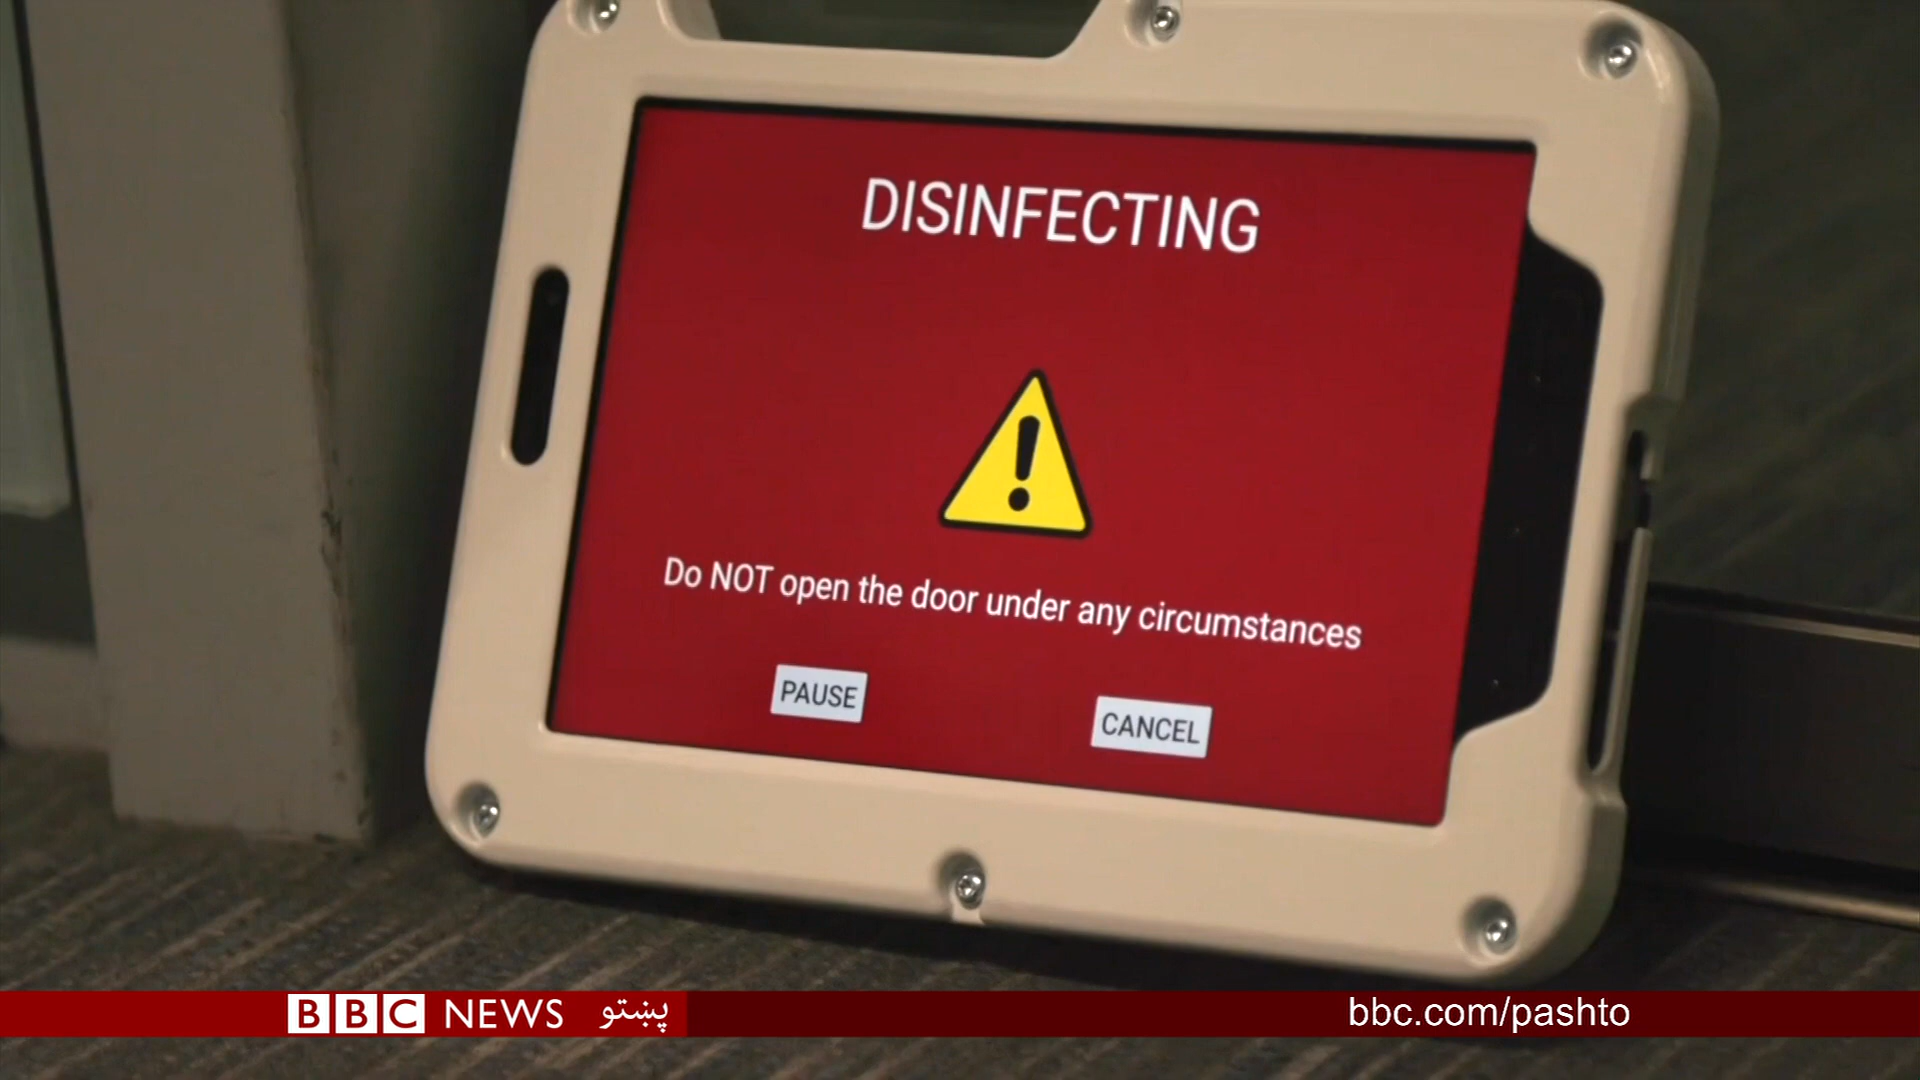 DISINFECTING
Do NOT open the door under any circumstances
PAUSE
CANCEL
BBC NEWS پښتو
bbc.com/pashto